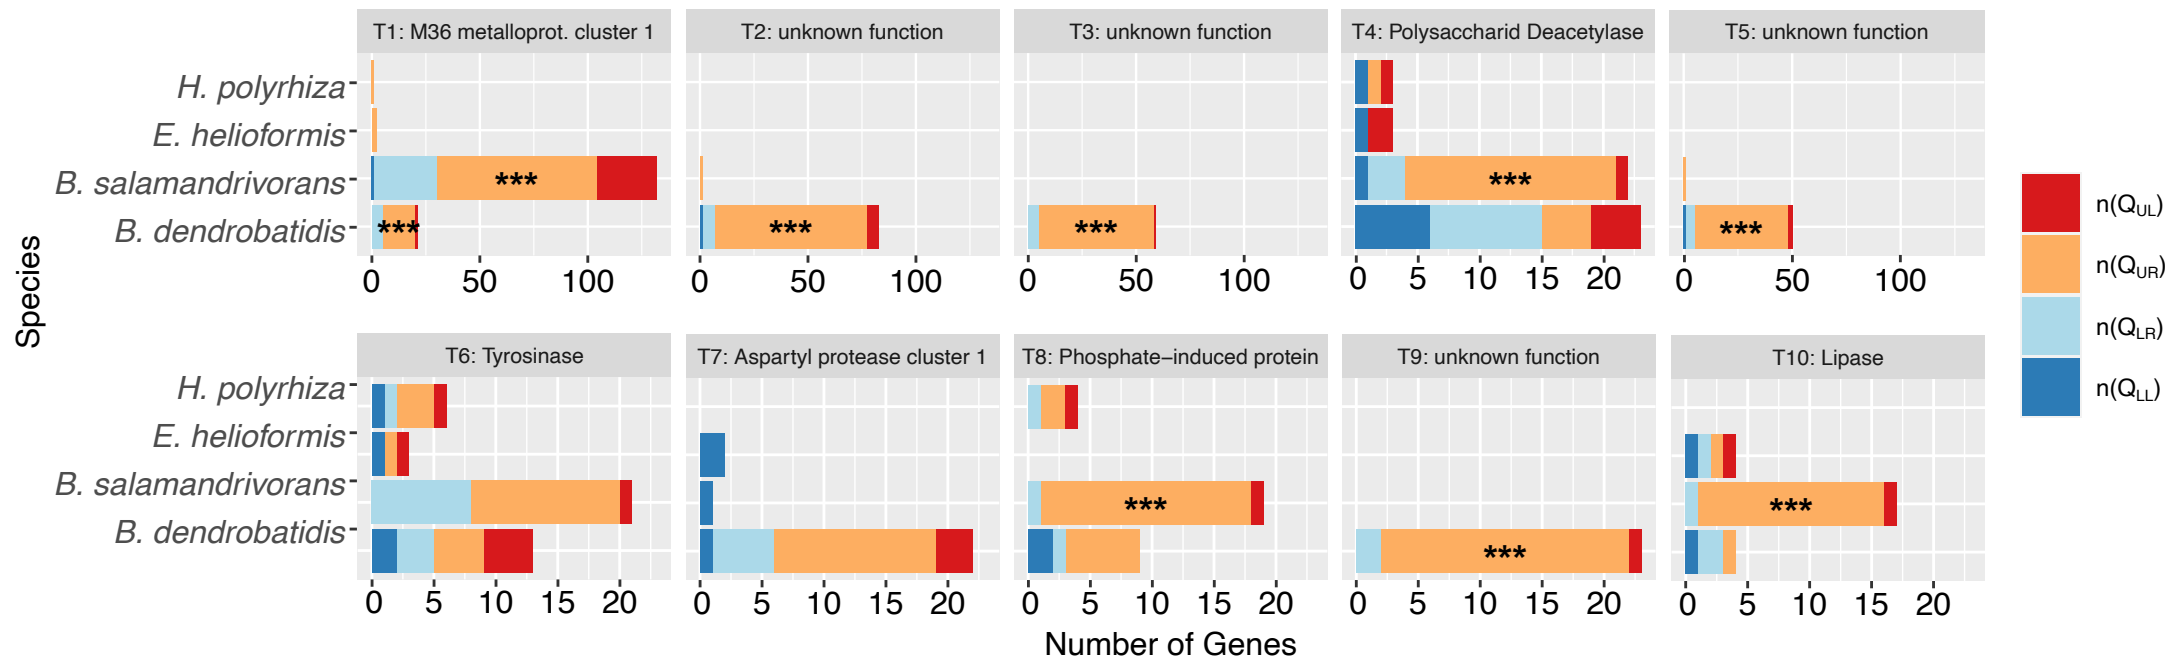 T1: M36 metalloprot. cluster 1
T2: unknown function
T3: unknown function
T4: Polysaccharid Deacetylase
T5: unknown function
H. polyrhiza
E. helioformis
B. salamandrivorans
B. dendrobatidis
***
***
***
***
***
***
0 50 100
0 50 100
0 50 100
0 5 10 15 20
0 50 100
Species
T6: Tyrosinase
T7: Aspartyl protease cluster 1
T8: Phosphate−induced protein
T9: unknown function
T10: Lipase
H. polyrhiza
E. helioformis
B. salamandrivorans
B. dendrobatidis
***
***
***
0 5 10 15 20
0 5 10 15 20
0 5 10 15 20
0 5 10 15 20
0 5 10 15 20
Number of Genes
n(QUL)
n(QUR)
n(QLR)
n(QLL)